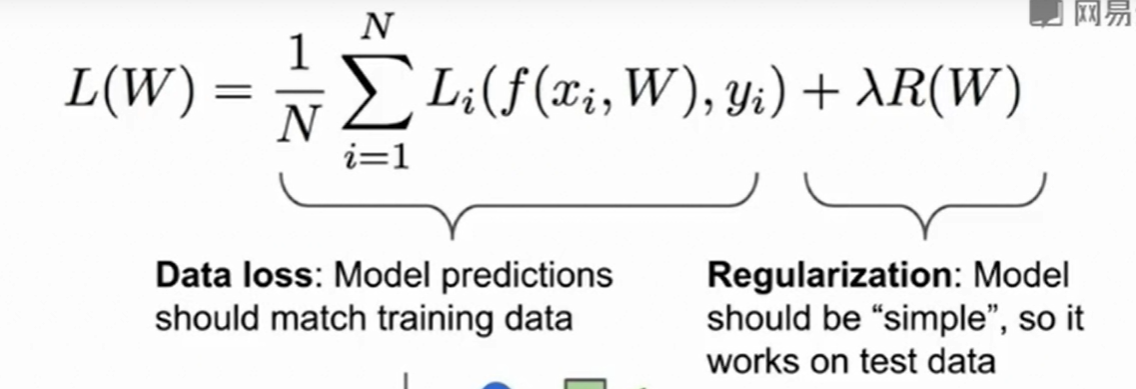 网易
L(W) = \frac{1}{N} \sum_{i=1}^{N} L_i(f(x_i, W), y_i) + λR(W)
Data loss: Model predictions
should match training data
Regularization: Model
should be “simple”, so it
works on test data